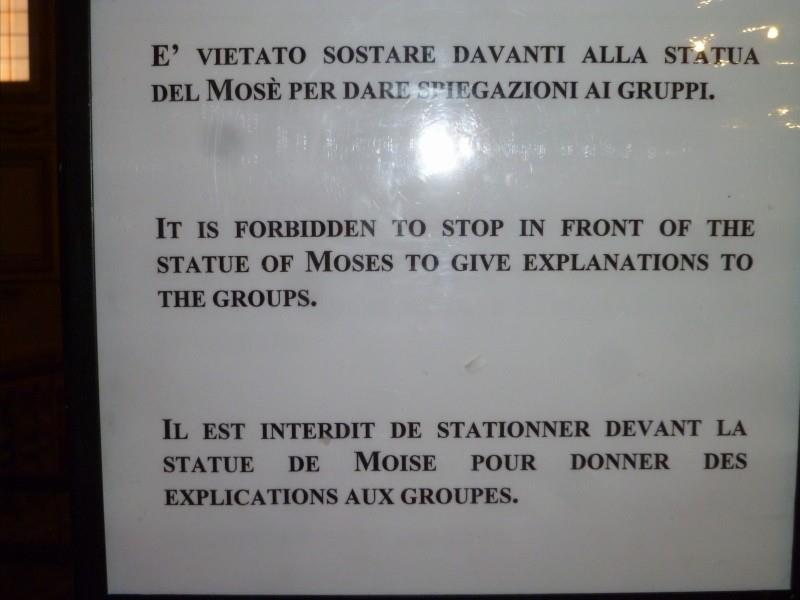 E' VIETATO SOSTARE DAVANTI ALLA STATUA
DEL MOSÈ PER DARE SPIEGAZIONI AI GRUPPI.
IT IS FORBIDDEN TO STOP IN FRONT OF THE
STATUE OF MOSES TO GIVE EXPLANATIONS TO
THE GROUPS.
IL EST INTERDIT DE STATIONNER DEVANT LA
STATUE DE MOISE POUR DONNER DES
EXPLICATIONS AUX GROUPES.